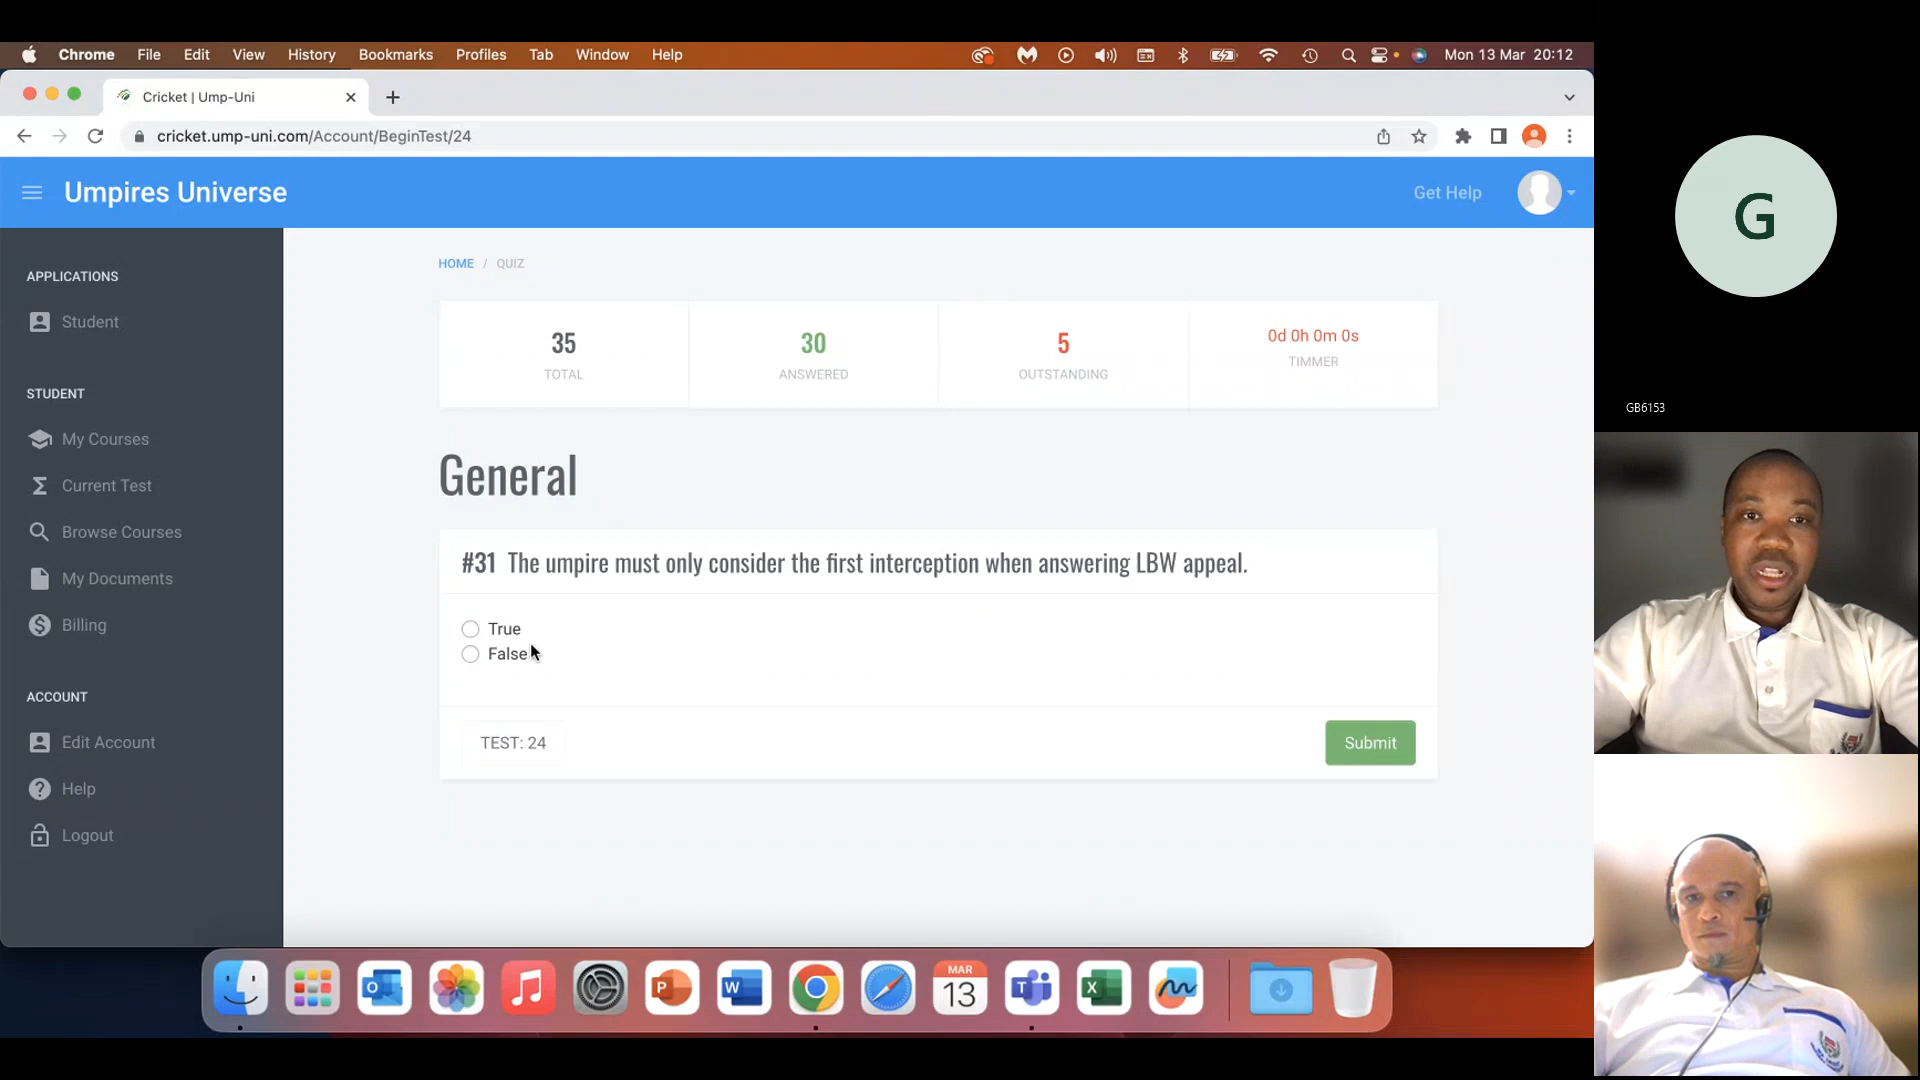 Chrome File Edit View History Bookmarks Profiles Tab Window Help Mon 13 Mar 20:12
Cricket | Ump-Uni
cricket.ump-uni.com/Account/BeginTest/24
Umpires Universe
Get Help
APPLICATIONS
Student
STUDENT
My Courses
Current Test
Browse Courses
My Documents
Billing
ACCOUNT
Edit Account
Help
Logout
HOME / QUIZ
35
TOTAL
30
ANSWERED
5
OUTSTANDING
0d 0h 0m 0s
TIMMER
General
#31 The umpire must only consider the first interception when answering LBW appeal.
True
False
TEST: 24
Submit
O
P
W
MAR
13
T
X
G
GB6153